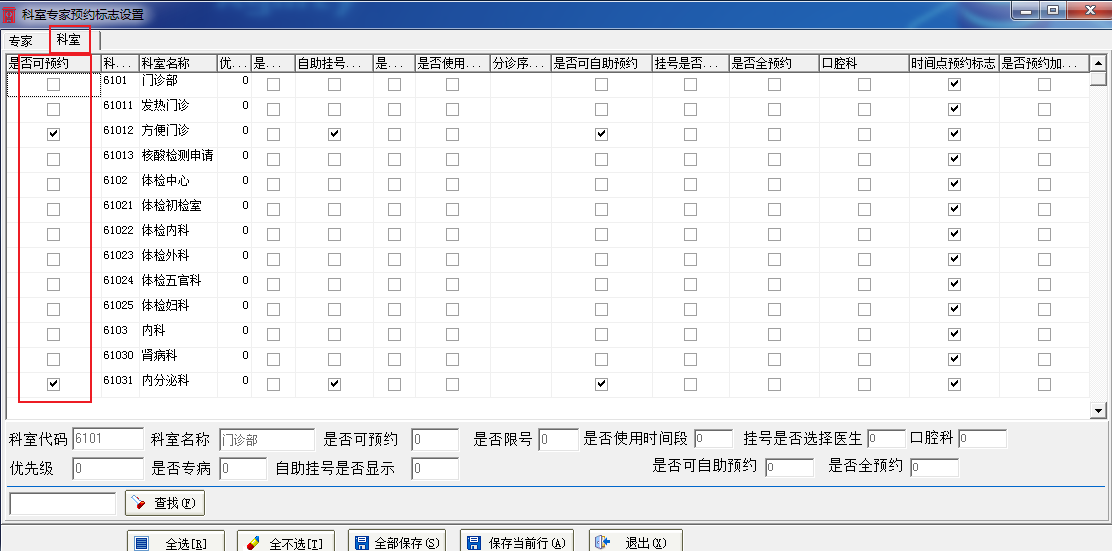 科室专家预约标志设置
专家 科室
是否可预约 科... 科室名称 优... 是... 自助挂号... 是... 是否使用... 分诊序... 是否可自助预约 挂号是否... 是否全预约 口腔科 时间点预约标志 是否预约加...
6101 门诊部 0
61011 发热门诊 0
61012 方便门诊 0
61013 核酸检测申请 0
6102 体检中心 0
61021 体检初检室 0
61022 体检内科 0
61023 体检外科 0
61024 体检五官科 0
61025 体检妇科 0
6103 内科 0
61030 肾病科 0
61031 内分泌科 0
科室代码 6101 科室名称 门诊部 是否可预约 0 是否限号 0 是否使用时间段 0 挂号是否选择医生 0 口腔科 0
优先级 0 是否专病 0 自助挂号是否显示 0 是否可自助预约 0 是否全预约 0
查找(F)
全选[R] 全不选[T] 全部保存(S) 保存当前行(A) 退出(X)